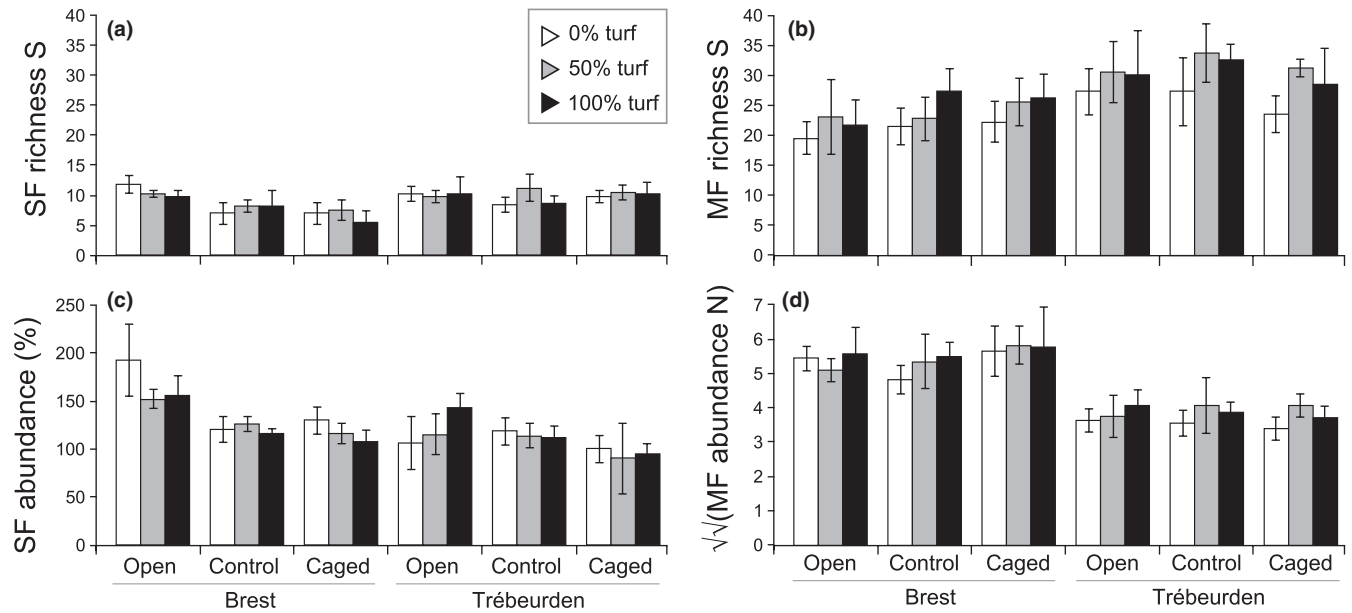 (a)
SF richness S
40
35
30
25
20
15
10
5
0
0% turf
50% turf
100% turf
(b)
MF richness S
40
35
30
25
20
15
10
5
0
(c)
SF abundance (%)
250
200
150
100
50
0
Open Control Caged Open Control Caged
Brest Trébeurden
(d)
√√(MF abundance N)
7
6
5
4
3
2
1
0
Open Control Caged Open Control Caged
Brest Trébeurden